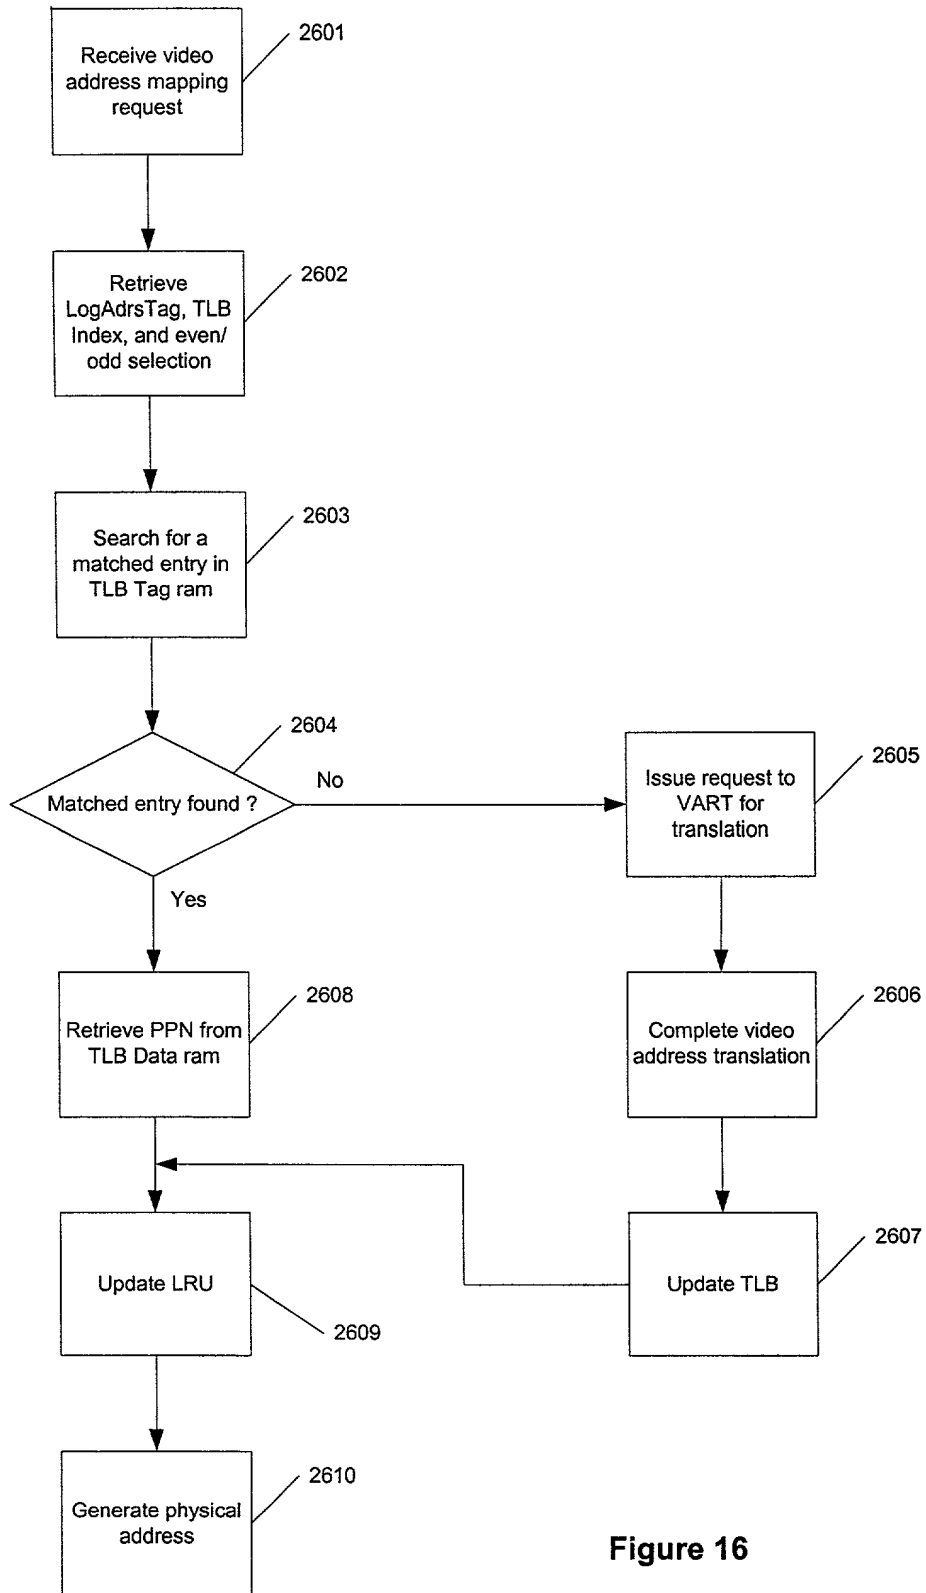 Receive video
address mapping
request
2601
Retrieve
LogAdrsTag, TLB
Index, and even/
odd selection
2602
Search for a
matched entry in
TLB Tag ram
2603
Matched entry found ?
2604
No
Yes
Issue request to
VART for
translation
2605
Retrieve PPN from
TLB Data ram
2608
Complete video
address translation
2606
Update LRU
2609
Update TLB
2607
Generate physical
address
2610
Figure 16